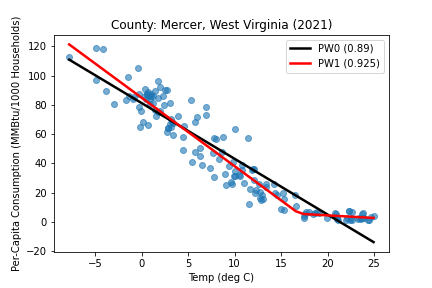 County: Mercer, West Virginia (2021)
PW0 (0.89)
PW1 (0.925)
Per-Capita Consumption (MMBtu/1000 Households)
120
100
80
60
40
20
0
−20
−5 0 5 10 15 20 25
Temp (deg C)